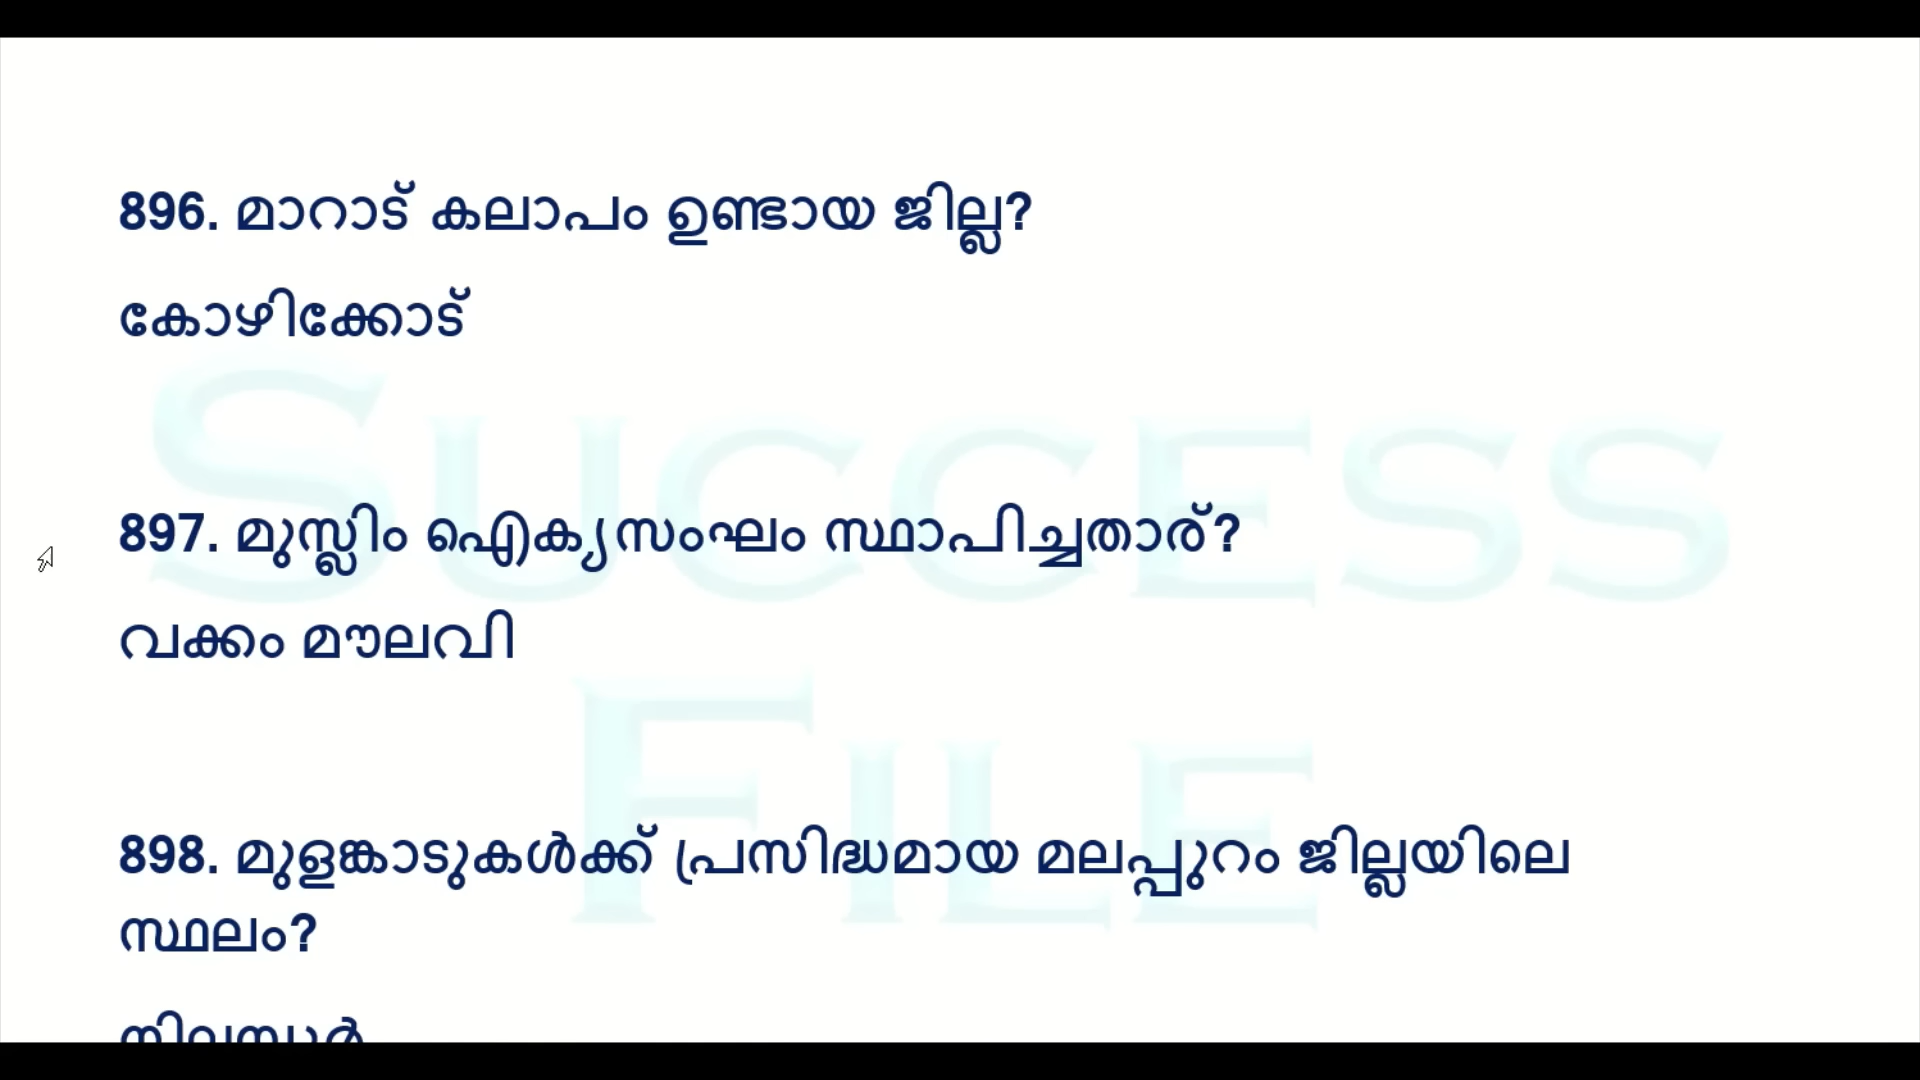 896. മാറാട് കലാപം ഉണ്ടായ ജില്ല?
കോഴിക്കോട്
897. മുസ്ലിം ഐക്യസംഘം സ്ഥാപിച്ചതാര്?
വക്കം മൗലവി
898. മുളങ്കാടുകൾക്ക് പ്രസിദ്ധമായ മലപ്പുറം ജില്ലയിലെ
സ്ഥലം?
നിലമ്പൂർ
SUCCESS
FILE